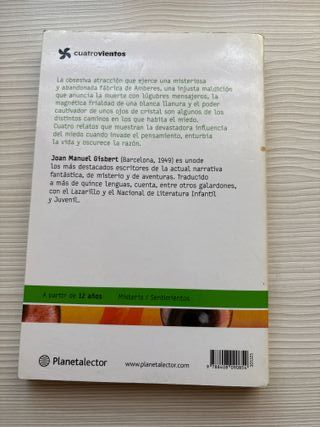 cuatrovientos
La obsesiva atracción que ejerce una misteriosa
y abandonada fábrica de Amberes, una injusta maldición
que anuncia la muerte con lúgubres mensajeros, la
magnética frialdad de una blanca llanura y el poder
cautivador de unos ojos de cristal son algunos de los
distintos caminos en los que habita el miedo.
Cuatro relatos que muestran la devastadora influencia
del miedo cuando invade el pensamiento, enturbia
la vida y oscurece la razón.
Joan Manuel Gisbert (Barcelona, 1949) es unode
los más destacados escritores de la actual narrativa
fantástica, de misterio y de aventuras. Traducido
a más de quince lenguas, cuenta, entre otros galardones,
con el Lazarillo y el Nacional de Literatura Infantil
y Juvenil.
A partir de 12 años Misterio / Sentimientos
Planetalector
www.planetalector.com
9 788408 090854